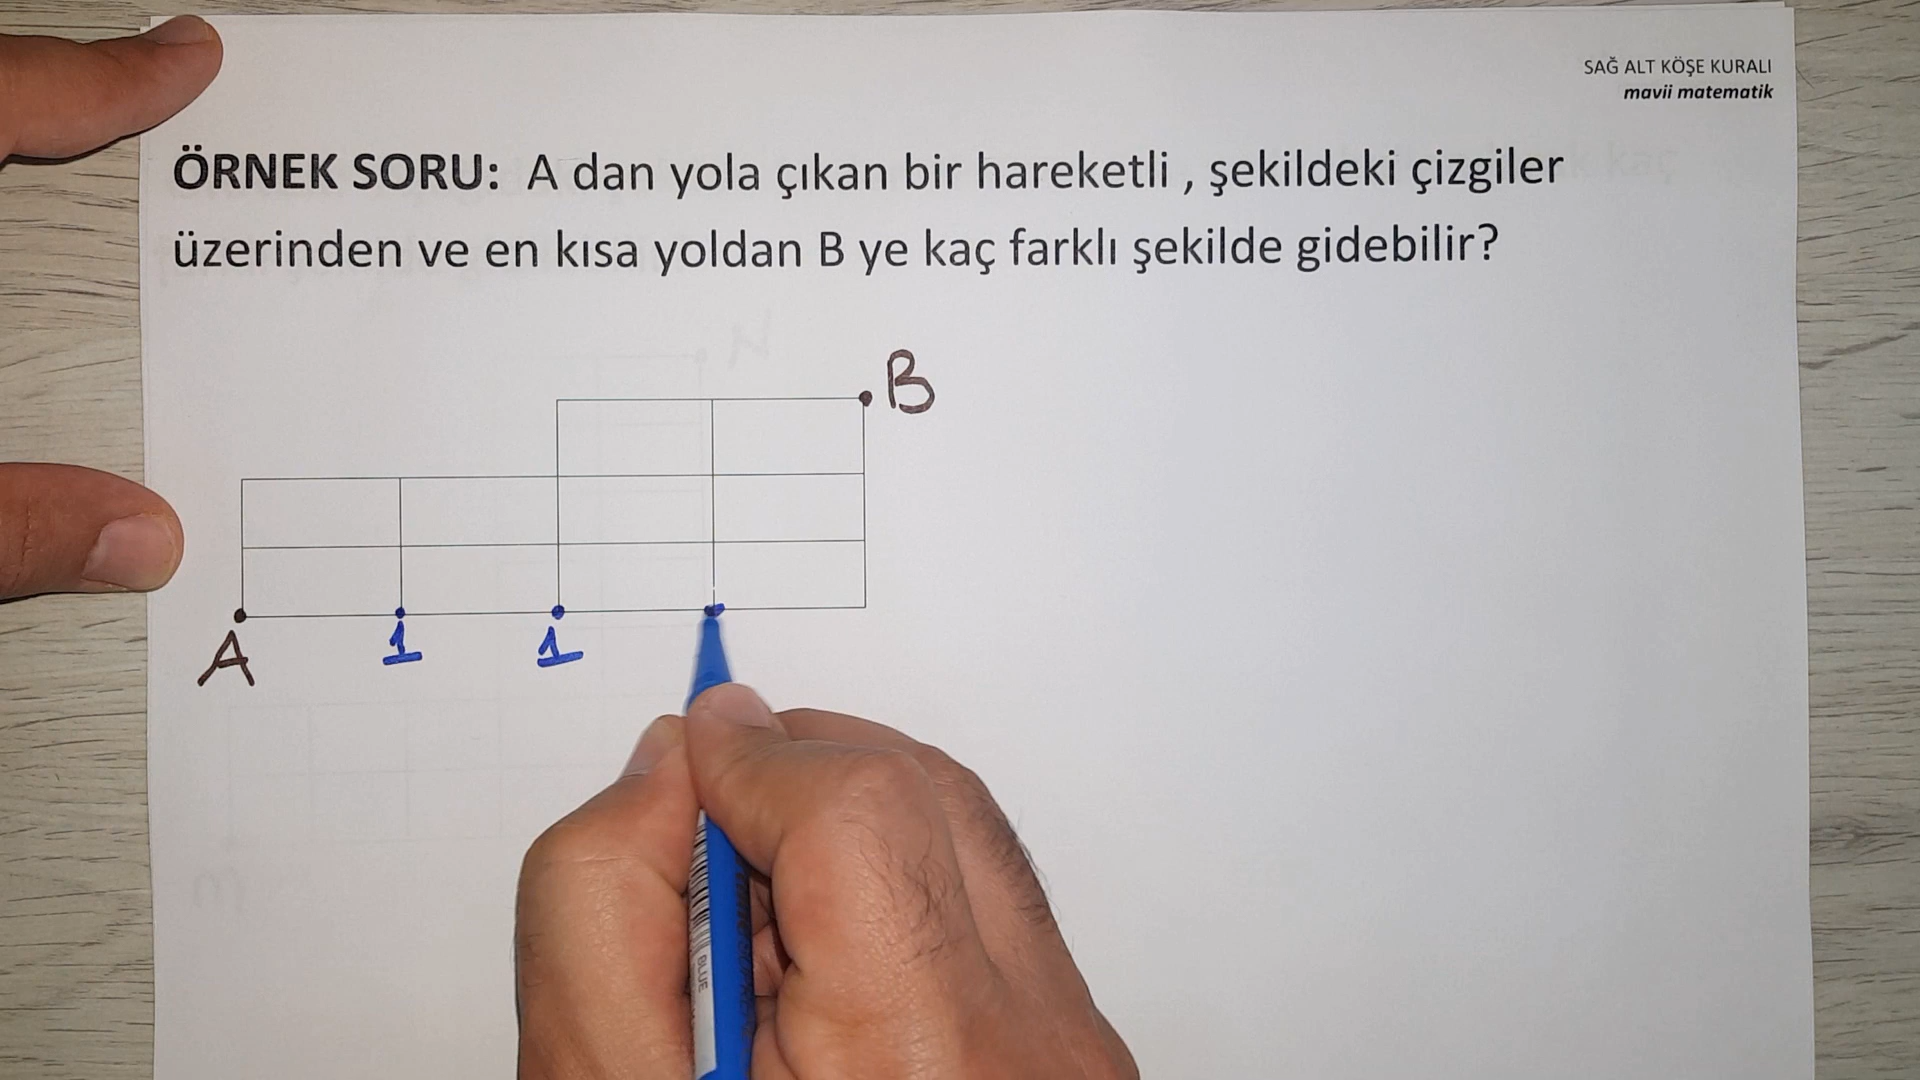 SAĞ ALT KÖŞE KURALI
mavii matematik
ÖRNEK SORU: A dan yola çıkan bir hareketli , şekildeki çizgiler
üzerinden ve en kısa yoldan B ye kaç farklı şekilde gidebilir?
B
A 1 1
BLUE